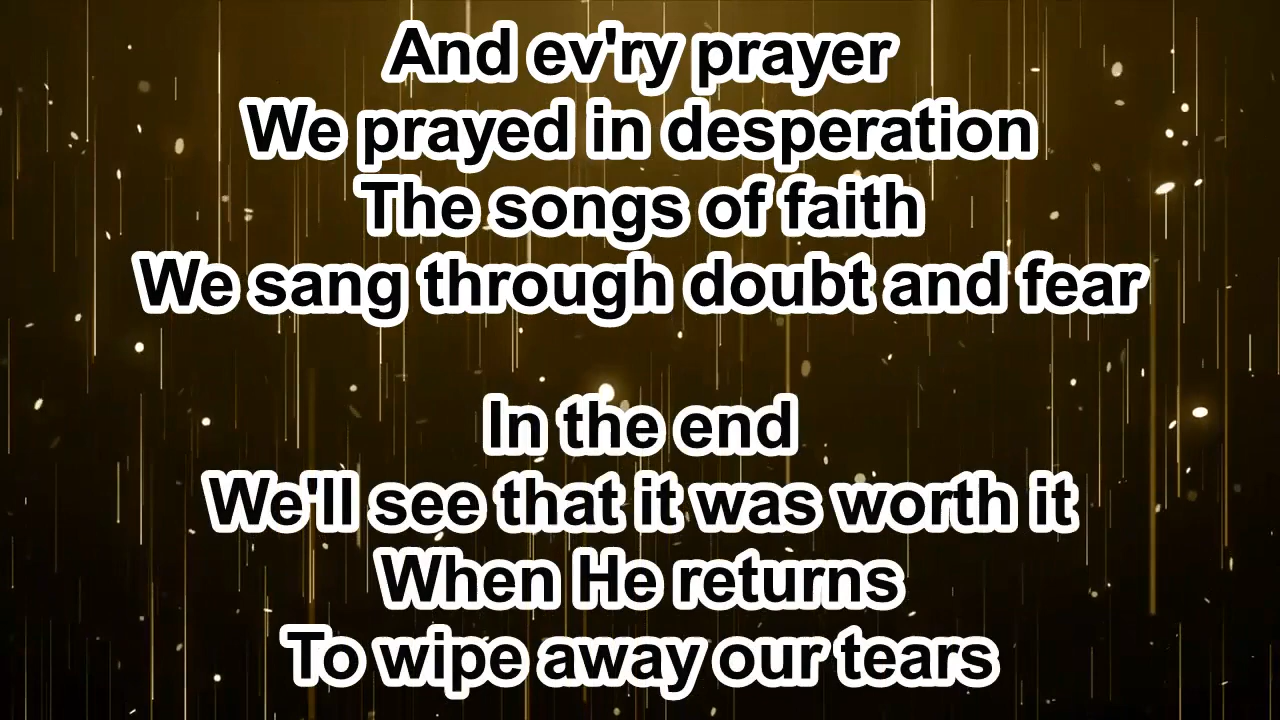 And ev'ry prayer
We prayed in desperation
The songs of faith
We sang through doubt and fear
In the end
We'll see that it was worth it
When He returns
To wipe away our tears